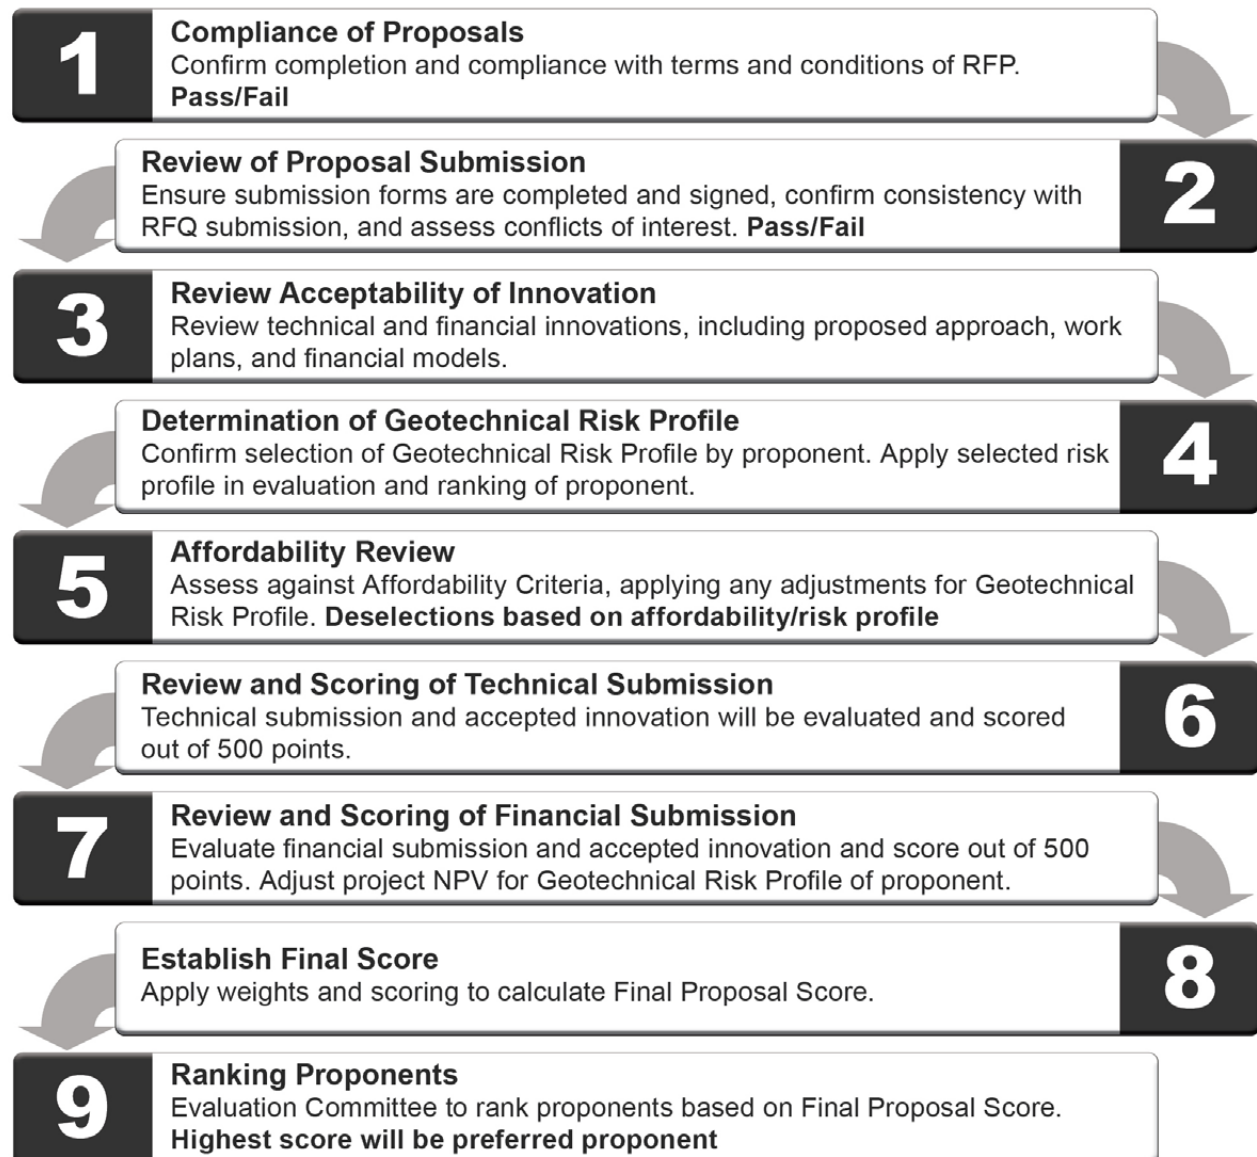 1
Compliance of Proposals
Confirm completion and compliance with terms and conditions of RFP.
Pass/Fail
Review of Proposal Submission
Ensure submission forms are completed and signed, confirm consistency with
RFQ submission, and assess conflicts of interest. Pass/Fail
2
3
Review Acceptability of Innovation
Review technical and financial innovations, including proposed approach, work
plans, and financial models.
Determination of Geotechnical Risk Profile
Confirm selection of Geotechnical Risk Profile by proponent. Apply selected risk
profile in evaluation and ranking of proponent.
4
5
Affordability Review
Assess against Affordability Criteria, applying any adjustments for Geotechnical
Risk Profile. Deselections based on affordability/risk profile
Review and Scoring of Technical Submission
Technical submission and accepted innovation will be evaluated and scored
out of 500 points.
6
7
Review and Scoring of Financial Submission
Evaluate financial submission and accepted innovation and score out of 500
points. Adjust project NPV for Geotechnical Risk Profile of proponent.
Establish Final Score
Apply weights and scoring to calculate Final Proposal Score.
8
9
Ranking Proponents
Evaluation Committee to rank proponents based on Final Proposal Score.
Highest score will be preferred proponent